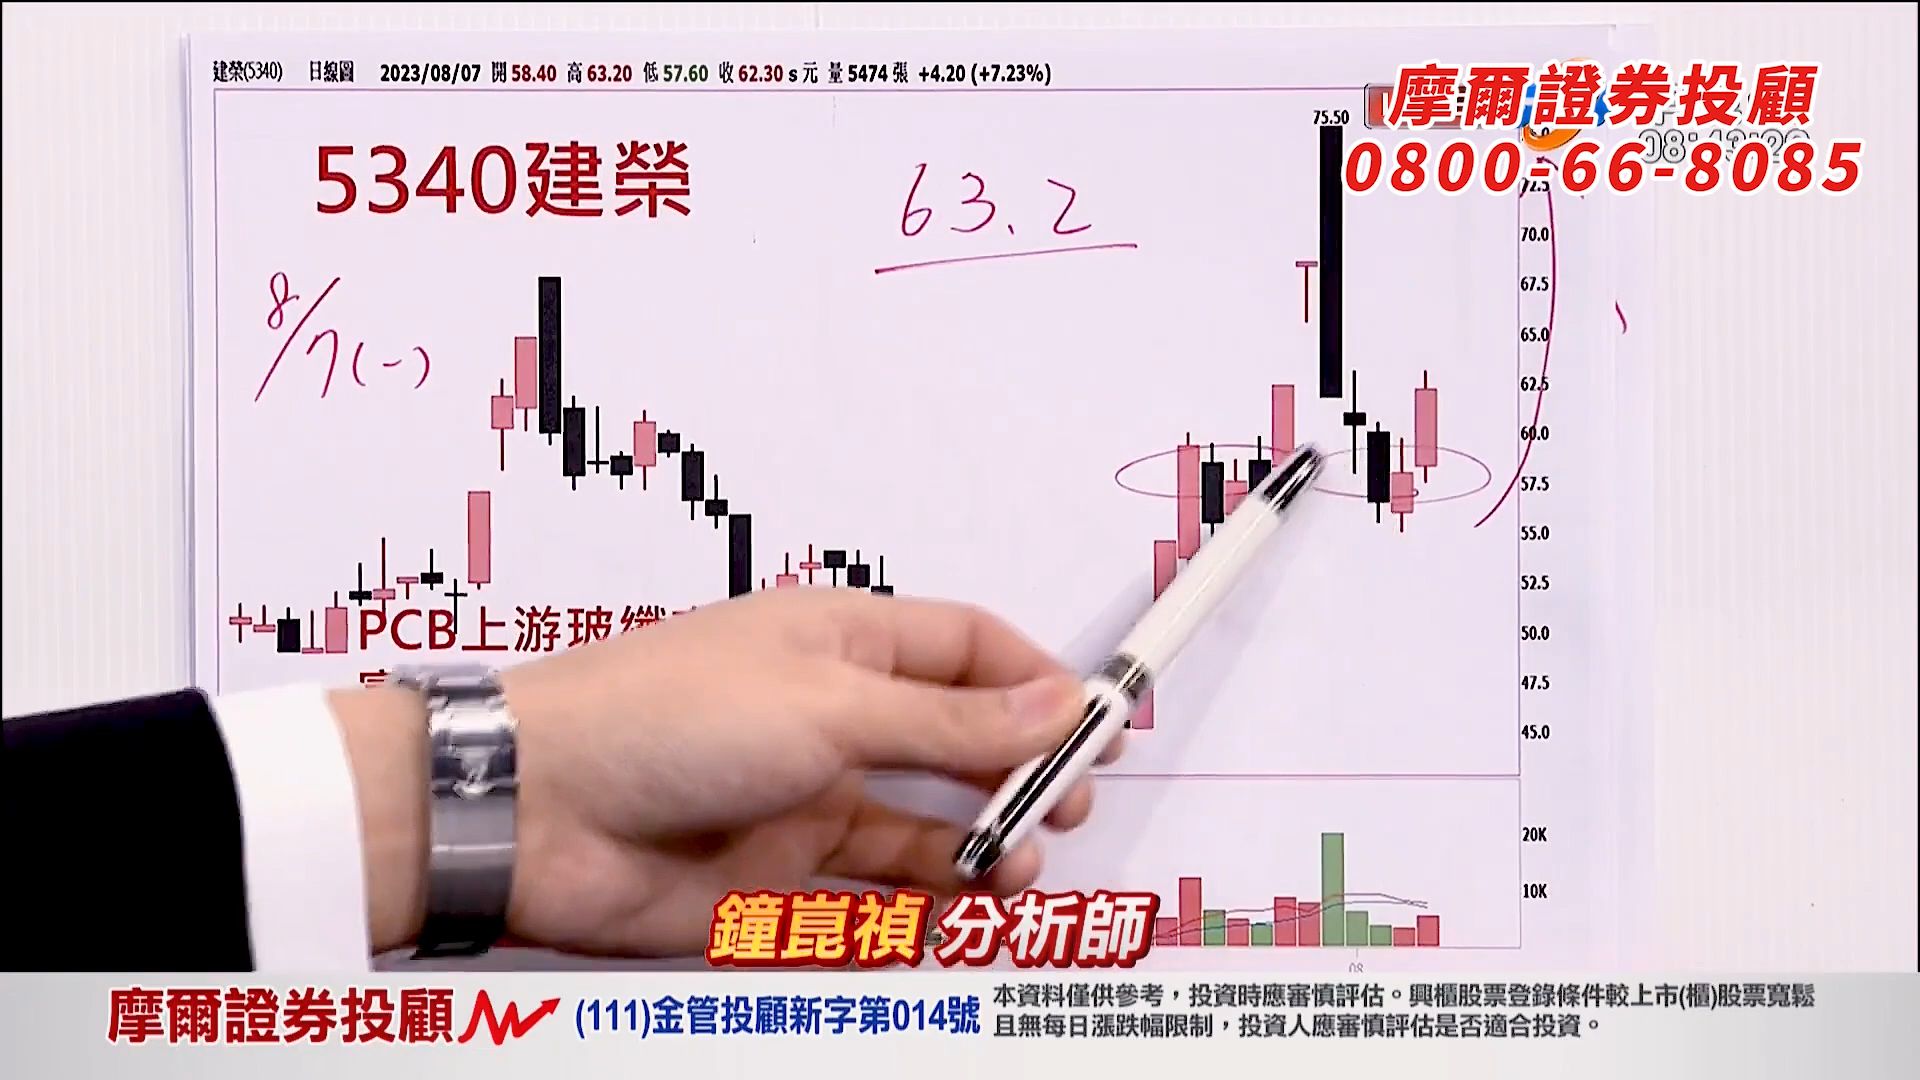 建榮(5340) 日線圖 2023/08/07 開 58.40 高 63.20 低 57.60 收 62.30 s 元 量 5474 張 +4.20 (+7.23%)
摩爾證券投顧
0800-66-8085
75.50
5340建榮
63.2
8/7(一)
72.5
70.0
67.5
65.0
62.5
60.0
57.5
55.0
52.5
50.0
47.5
45.0
PCB上游玻纖
20K
10K
08
鐘崑禎 分析師
摩爾證券投顧 (111)金管投顧新字第014號
本資料僅供參考，投資時應審慎評估。興櫃股票登錄條件較上市(櫃)股票寬鬆
且無每日漲跌幅限制，投資人應審慎評估是否適合投資。